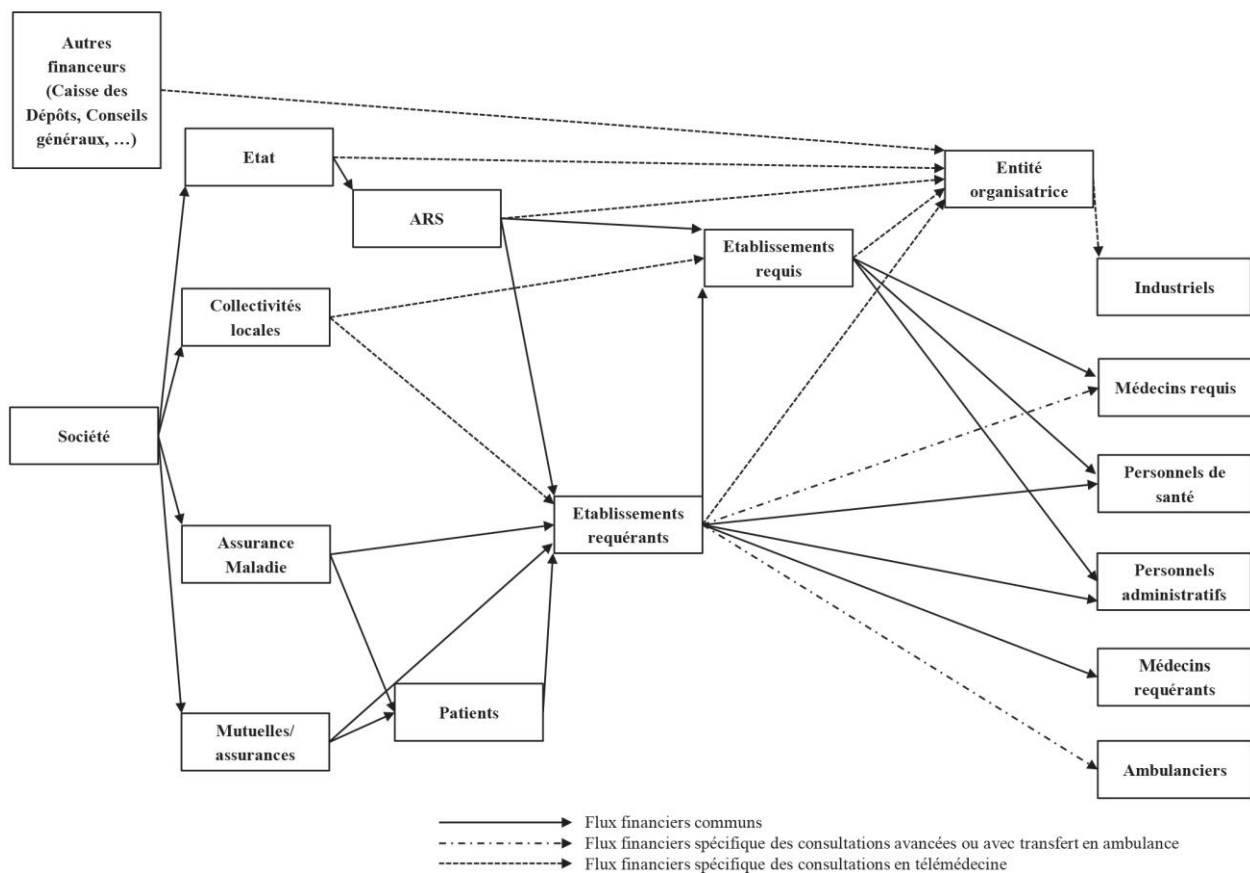 Autres
financeurs
(Caisse des
Dépôts, Conseils
généraux, …)
Etat
ARS
Entité
organisatrice
Etablissements
requis
Industriels
Collectivités
locales
Médecins requis
Société
Personnels de
santé
Etablissements
requérants
Assurance
Maladie
Personnels
administratifs
Médecins
requérants
Patients
Mutuelles/
assurances
Ambulanciers
Flux financiers communs
Flux financiers spécifique des consultations avancées ou avec transfert en ambulance
Flux financiers spécifique des consultations en télémédecine